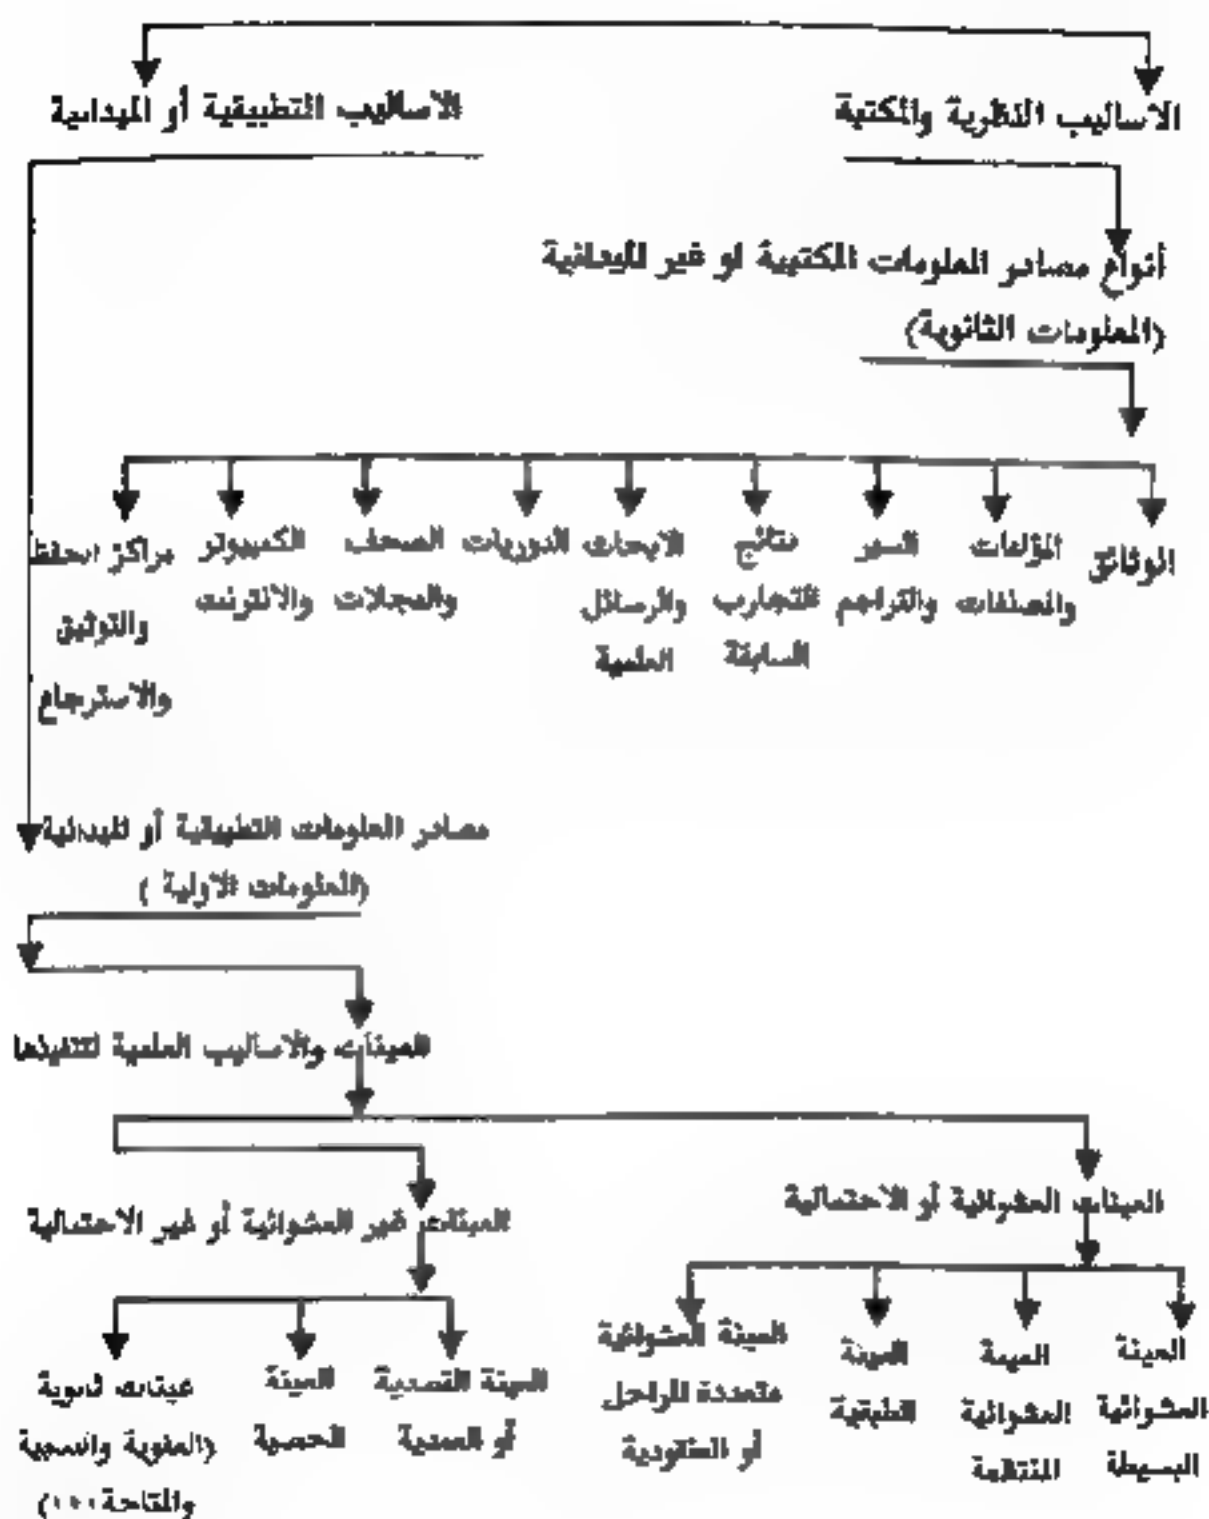 الاساليب النظرية والمكتبة
الاساليب التطبيقية أو الميدانية
أنواع مصادر المعلومات المكتبية او غير الميدانية
(المعلومات الثانوية)
الوثائق
المؤلفات
والمصنفات
السير
والتراجم
نتائج
التجارب
السابقة
الابحاث
والرسائل
العلمية
الدوريات
الصحف
والمجلات
الكمبيوتر
والانترنت
مراكز الحفظ
والتوثيق
والاسترجاع
مصادر المعلومات التطبيقية أو الميدانية
(المعلومات الاولية )
العينات والاساليب العلمية لتنفيذها
العينات العشوائية أو الاحتمالية
العينات غير العشوائية أو غير الاحتمالية
العينة
العشوائية
البسيطة
العينة
العشوائية
المنتظمة
العينة
الطبقية
العينة العشوائية
متعددة المراحل
أو العنقودية
العينة القصدية
أو العمدية
العينة
الحصصية
عينات ثانوية
(العفوية والنسبية
والمتاحة...)